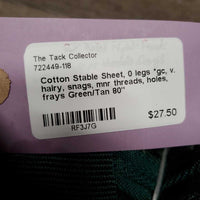 The Tack Collector
722449-118
Cotton Stable Sheet, 0 legs *gc, v.
hairy, snags, mnr threads, holes,
frays Green/Tan 80"
$27.50
RF3J7G